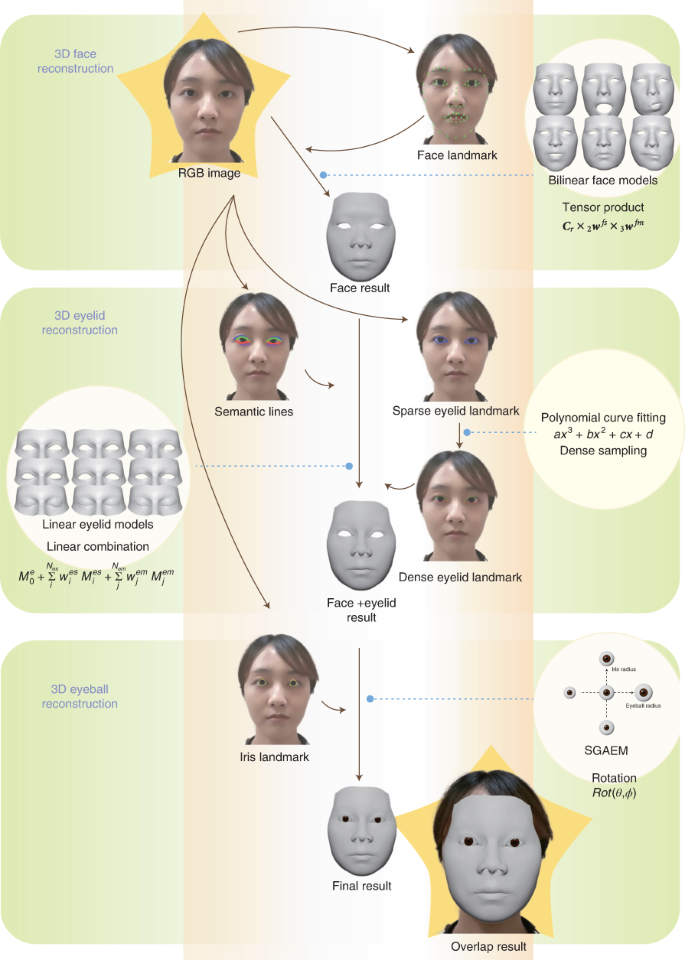 3D face
reconstruction
RGB image
Face landmark
Bilinear face models
Tensor product
C_r × ₂w^fs × ₃w^fm
Face result
3D eyelid
reconstruction
Semantic lines
Sparse eyelid landmark
Polynomial curve fitting
ax³ + bx² + cx + d
Dense sampling
Linear eyelid models
Linear combination
M₀^e + Σ_i^{N_es} w_i^es M_i^es + Σ_j^{N_em} w_j^em M_j^em
Dense eyelid landmark
Face +eyelid
result
3D eyeball
reconstruction
Iris landmark
Iris radius
Eyeball radius
SGAEM
Rotation
Rot(θ,ϕ)
Final result
Overlap result